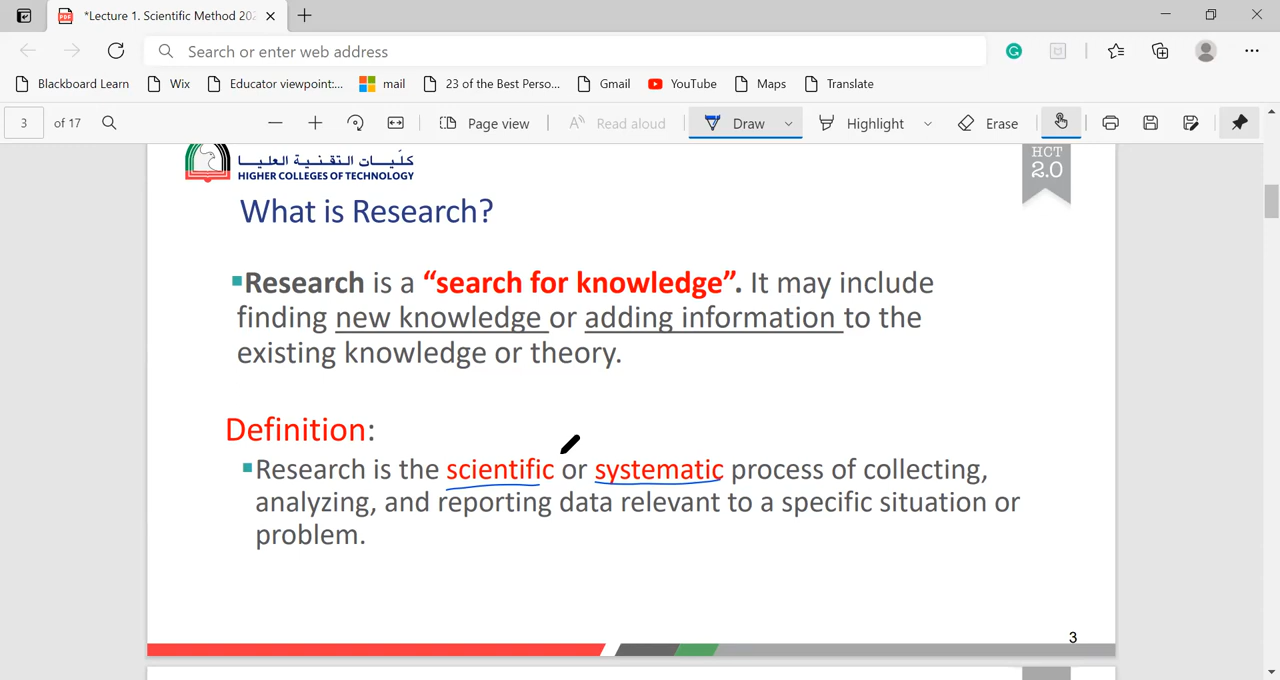 *Lecture 1. Scientific Method 202
Search or enter web address
Blackboard Learn Wix Educator viewpoint:... mail 23 of the Best Perso... Gmail YouTube Maps Translate
3 of 17 Page view Read aloud Draw Highlight Erase
كليات التقنية العليا
HIGHER COLLEGES OF TECHNOLOGY
HCT
2.0
What is Research?
▪Research is a “search for knowledge”. It may include
finding new knowledge or adding information to the
existing knowledge or theory.
Definition:
▪Research is the scientific or systematic process of collecting,
analyzing, and reporting data relevant to a specific situation or
problem.
3